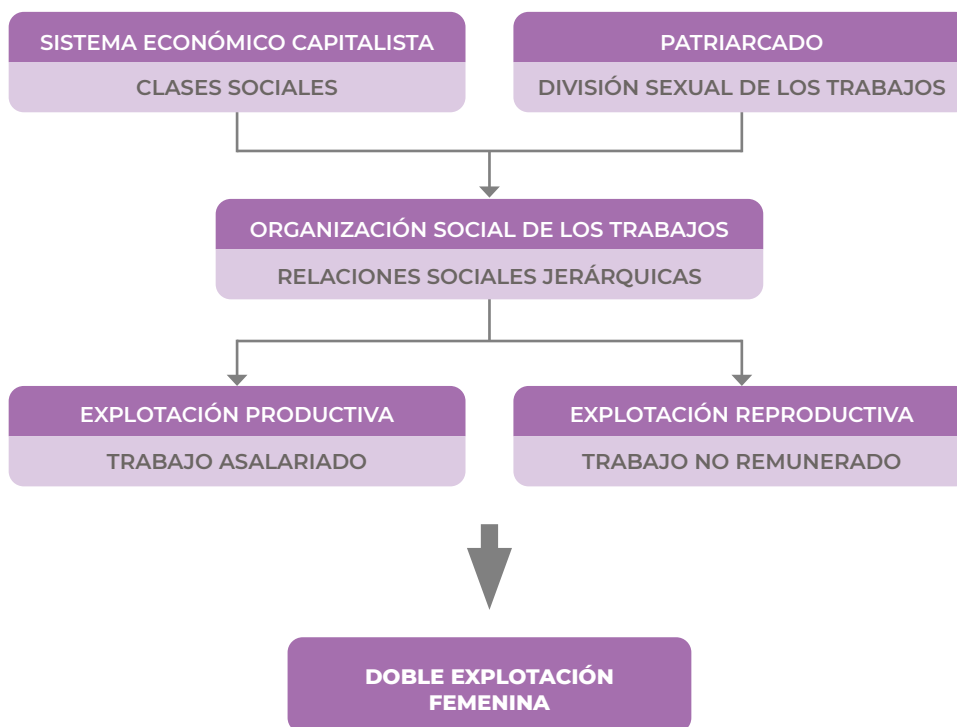 SISTEMA ECONÓMICO CAPITALISTA
CLASES SOCIALES
PATRIARCADO
DIVISIÓN SEXUAL DE LOS TRABAJOS
ORGANIZACIÓN SOCIAL DE LOS TRABAJOS
RELACIONES SOCIALES JERÁRQUICAS
EXPLOTACIÓN PRODUCTIVA
TRABAJO ASALARIADO
EXPLOTACIÓN REPRODUCTIVA
TRABAJO NO REMUNERADO
DOBLE EXPLOTACIÓN
FEMENINA